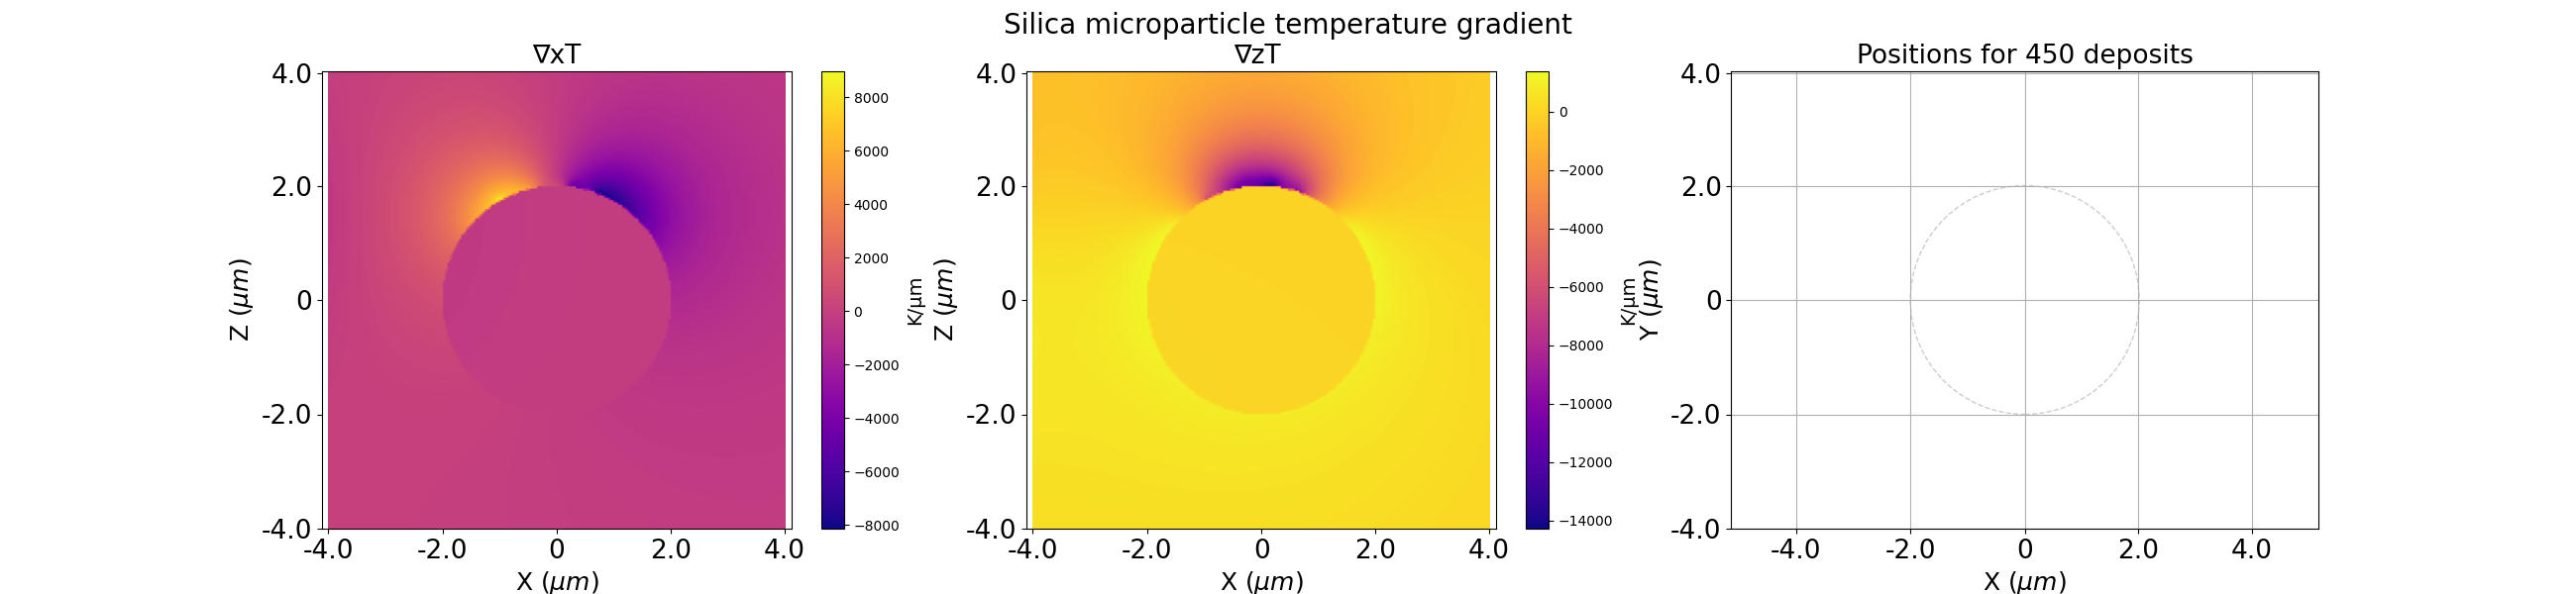 Silica microparticle temperature gradient
∇xT
4.0
2.0
0
-2.0
-4.0
Z (μm)
-4.0 -2.0 0 2.0 4.0
X (μm)
8000
6000
4000
2000
0
−2000
−4000
−6000
−8000
K/μm
∇zT
4.0
2.0
0
-2.0
-4.0
Z (μm)
-4.0 -2.0 0 2.0 4.0
X (μm)
0
−2000
−4000
−6000
−8000
−10000
−12000
−14000
K/μm
Positions for 450 deposits
4.0
2.0
0
-2.0
-4.0
Y (μm)
-4.0 -2.0 0 2.0 4.0
X (μm)